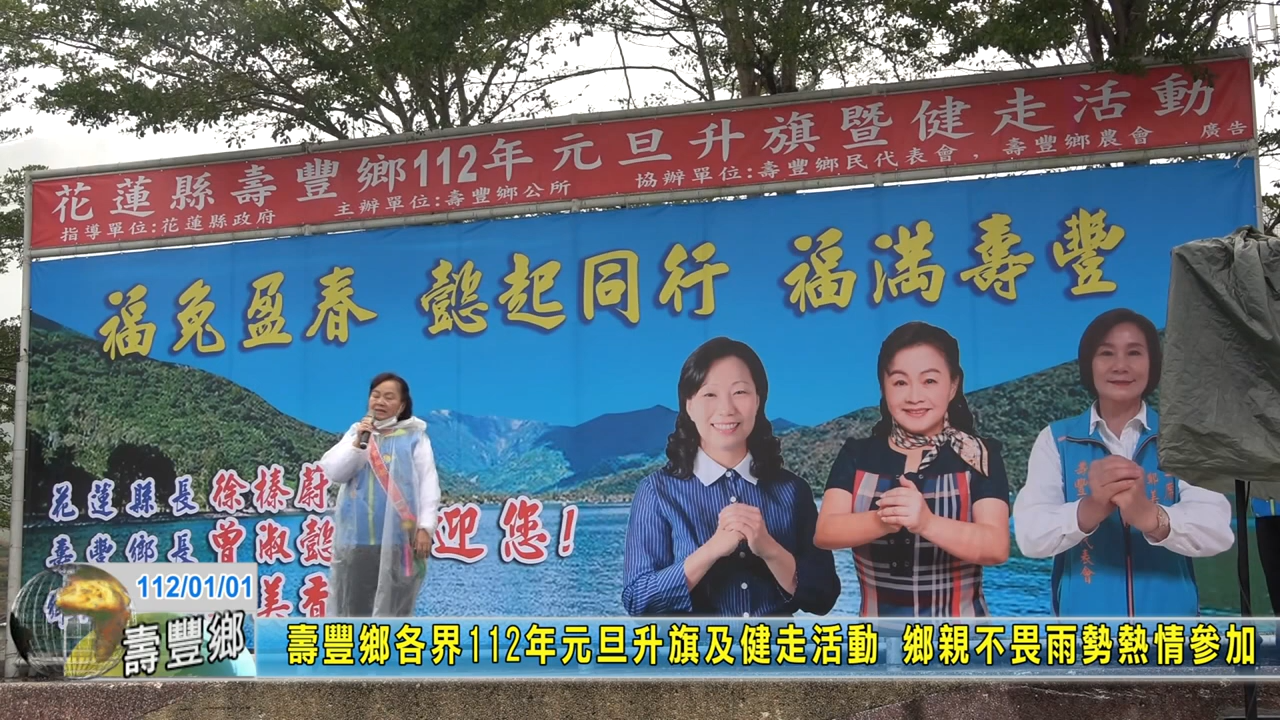 花蓮縣壽豐鄉112年元旦升旗暨健走活動
指導單位:花蓮縣政府 主辦單位:壽豐鄉公所 協辦單位:壽豐鄉民代表會,壽豐鄉農會 廣告
福兔盈春 懿起同行 福滿壽豐
花蓮縣長 徐榛蔚
壽豐鄉長 曾淑懿 迎您!
美香
112/01/01
壽豐鄉
壽豐鄉各界112年元旦升旗及健走活動 鄉親不畏雨勢熱情參加